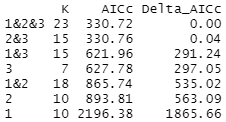 K AICc Delta_AICc
1&2&3 23 330.72 0.00
2&3 15 330.76 0.04
1&3 15 621.96 291.24
3 7 627.78 297.05
1&2 18 865.74 535.02
2 10 893.81 563.09
1 10 2196.38 1865.66